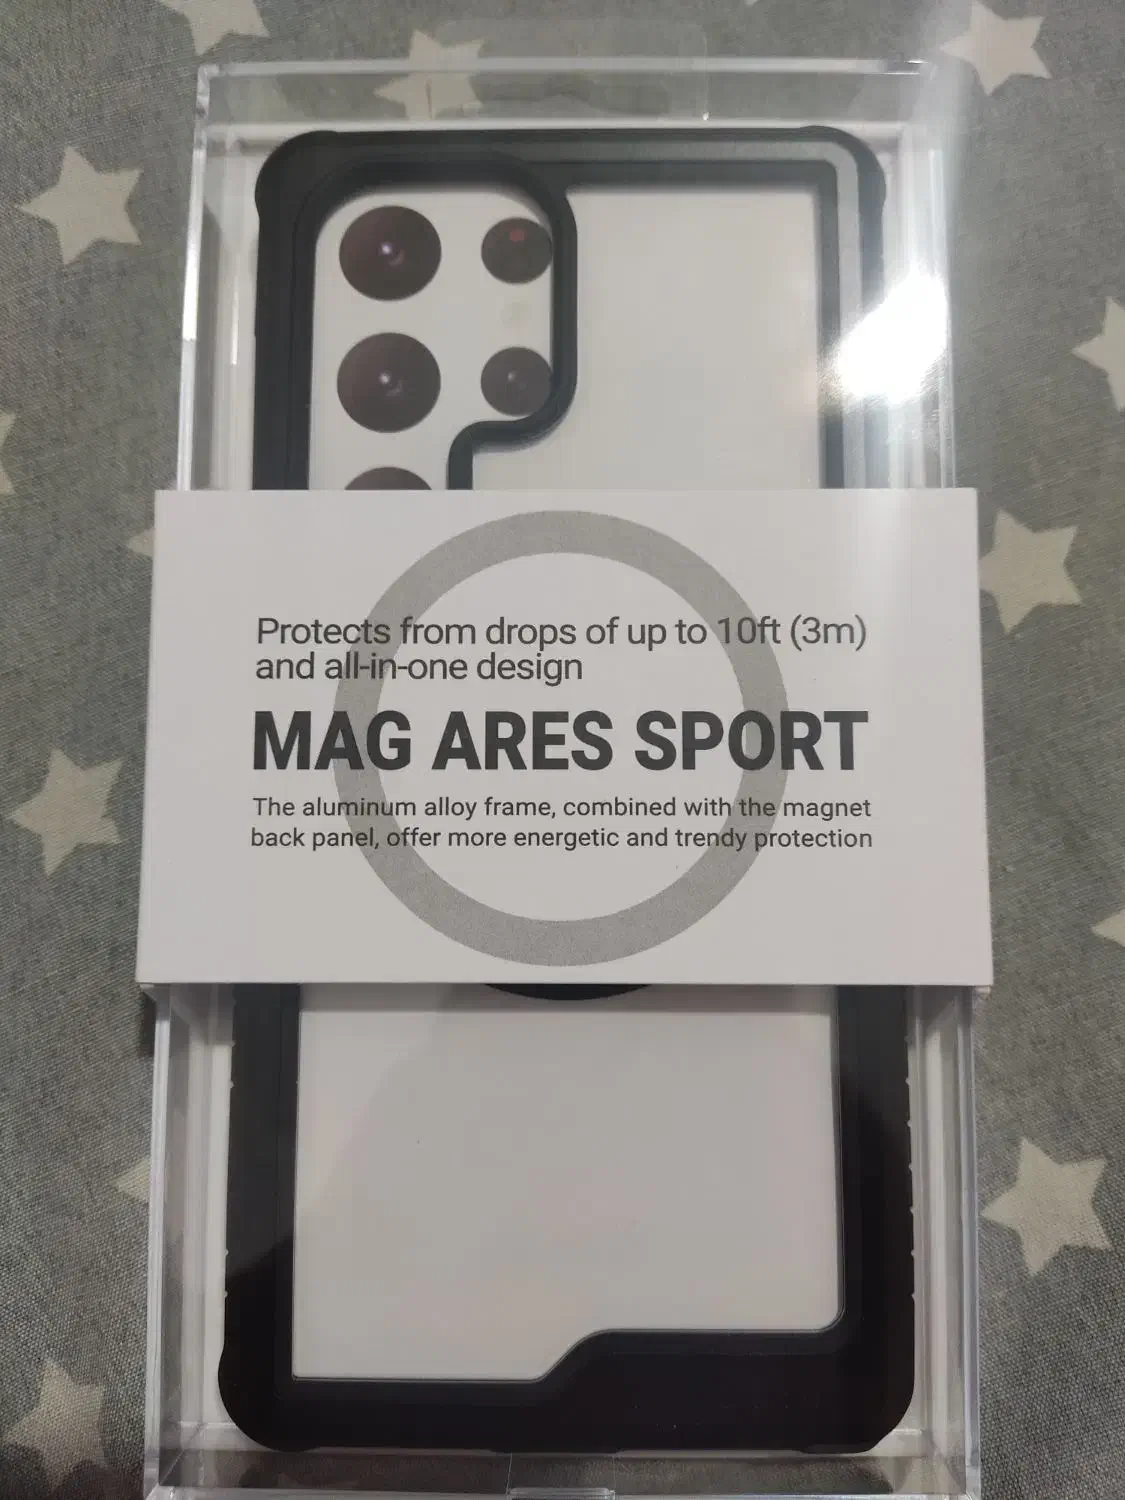 Protects from drops of up to 10ft (3m)
and all-in-one design
MAG ARES SPORT
The aluminum alloy frame, combined with the magnet
back panel, offer more energetic and trendy protection